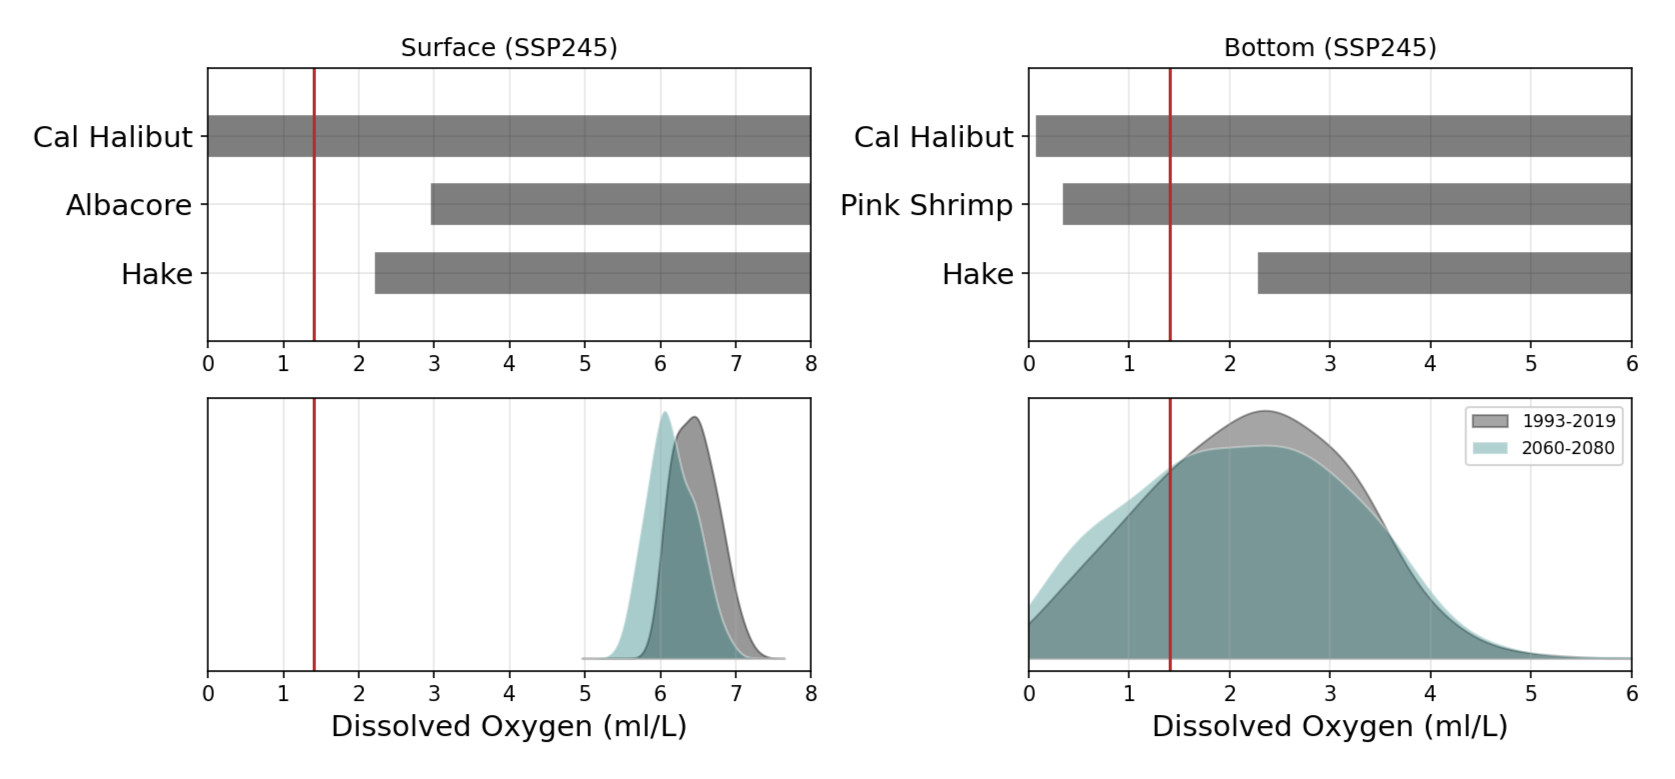 Surface (SSP245)
Cal Halibut
Albacore
Hake
0 1 2 3 4 5 6 7 8
0 1 2 3 4 5 6 7 8
Dissolved Oxygen (ml/L)
Bottom (SSP245)
Cal Halibut
Pink Shrimp
Hake
0 1 2 3 4 5 6
1993-2019
2060-2080
0 1 2 3 4 5 6
Dissolved Oxygen (ml/L)